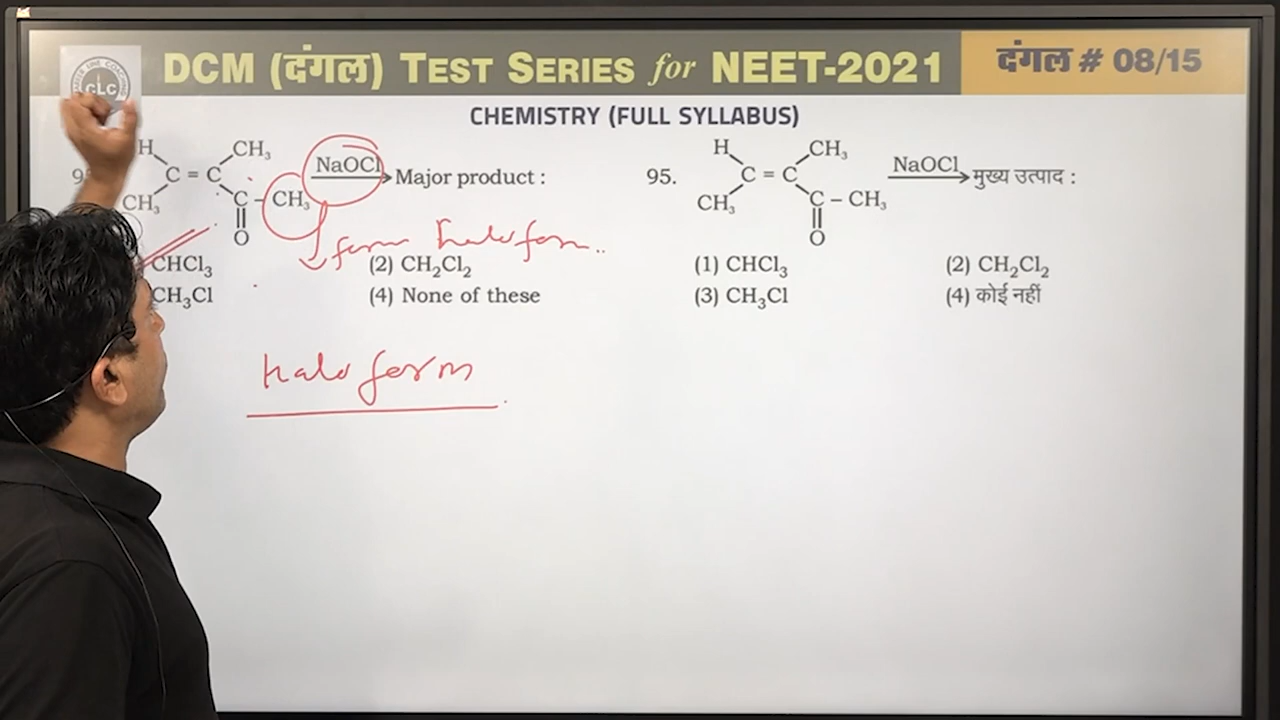 DCM (दंगल) TEST SERIES for NEET-2021
दंगल # 08/15
CLC
CHEMISTRY (FULL SYLLABUS)
H CH₃
C = C NaOCl Major product :
CH₃ C – CH₃
O
form haloform..
CHCl₃ (2) CH₂Cl₂
CH₃Cl (4) None of these
haloform
95. H CH₃
C = C NaOCl मुख्य उत्पाद :
CH₃ C – CH₃
O
(1) CHCl₃ (2) CH₂Cl₂
(3) CH₃Cl (4) कोई नहीं